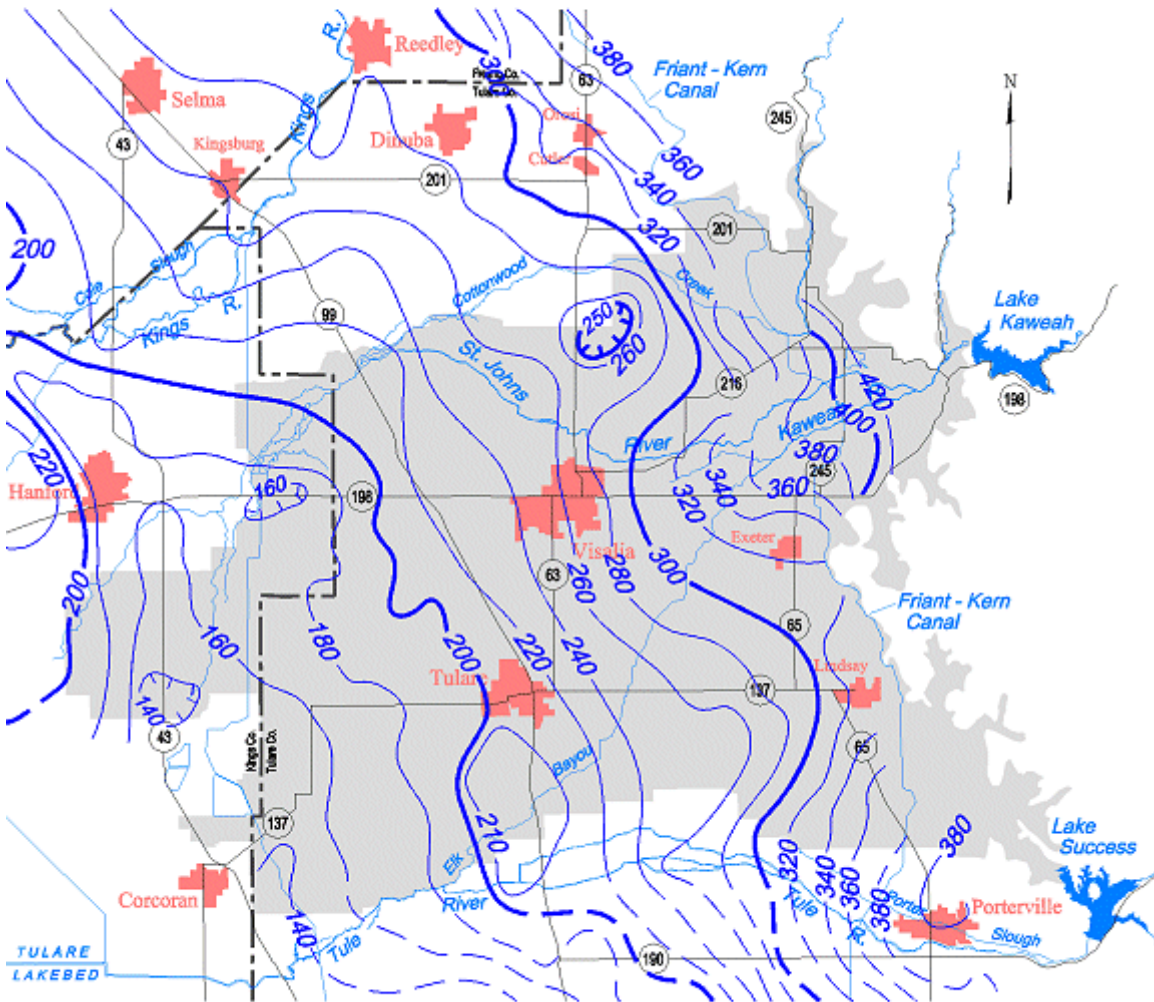 R.
Reedley
300
380
Friant - Kern
Canal
Fresno Co.
Tulare Co.
63
Selma
Kings
245
N
Orosi
Dinuba
43
Kingsburg
Cutler
360
201
340
320
201
200
Slough
Cole
R.
Kings
Cottonwood
Creek
99
250
260
Lake
Kaweah
St. Johns
216
420
400
198
River
Kaweah
380
245
220
Hanford
160
198
360
340
320
Visalia
Exeter
200
63
280
300
260
Friant - Kern
Canal
160
180
65
200
220
240
Tulare
Lindsay
137
140
43
Kings Co.
Tulare Co.
Bayou
65
137
210
380
Lake
Success
Elk
320
340
360
380
Corcoran
River
Tule
R.
Porter
Slough
Porterville
140
Tule
190
TULARE
LAKEBED